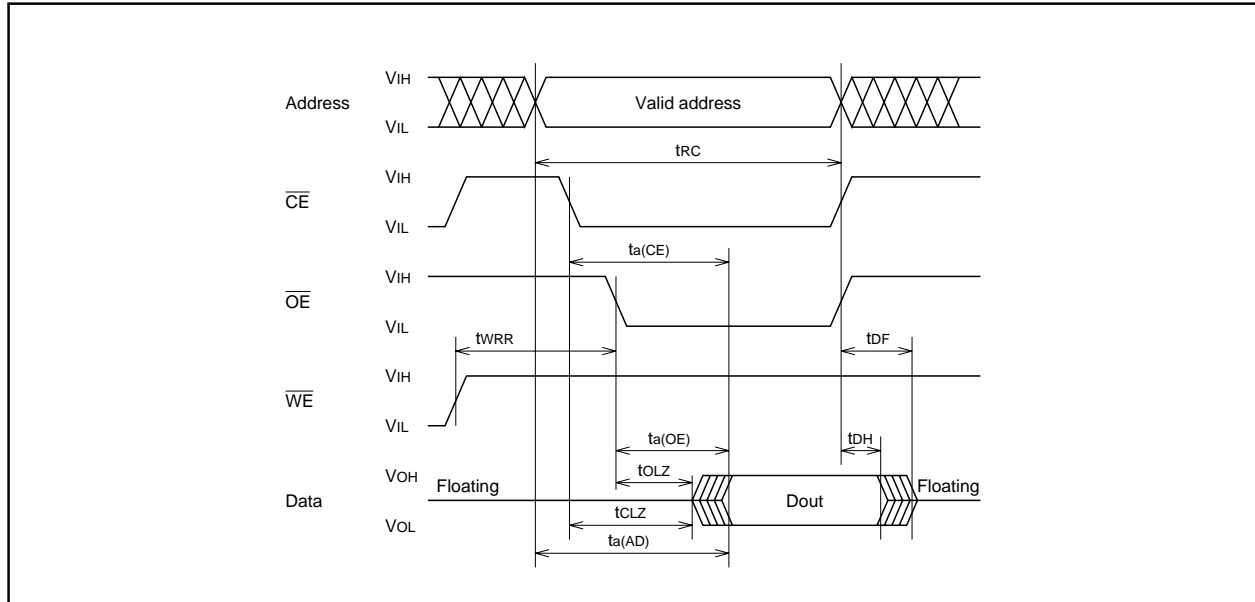 VIH
Address
Valid address
VIL
tRC
VIH
CE
VIL
ta(CE)
VIH
OE
VIL
tWRR
tDF
VIH
WE
VIL
ta(OE)
tDH
VOH
Floating
tOLZ
Floating
Data
Dout
tCLZ
VOL
ta(AD)